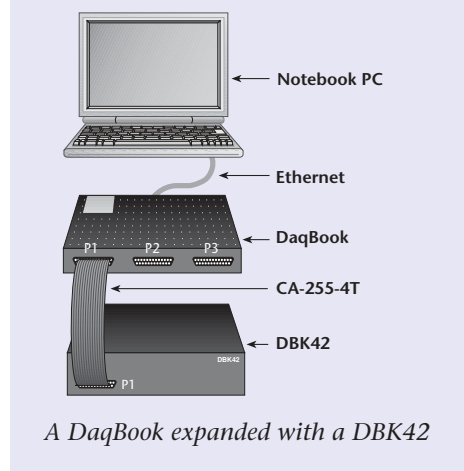 Notebook PC
Ethernet
DaqBook
P1 P2 P3
CA-255-4T
DBK42
DBK42
P1
A DaqBook expanded with a DBK42